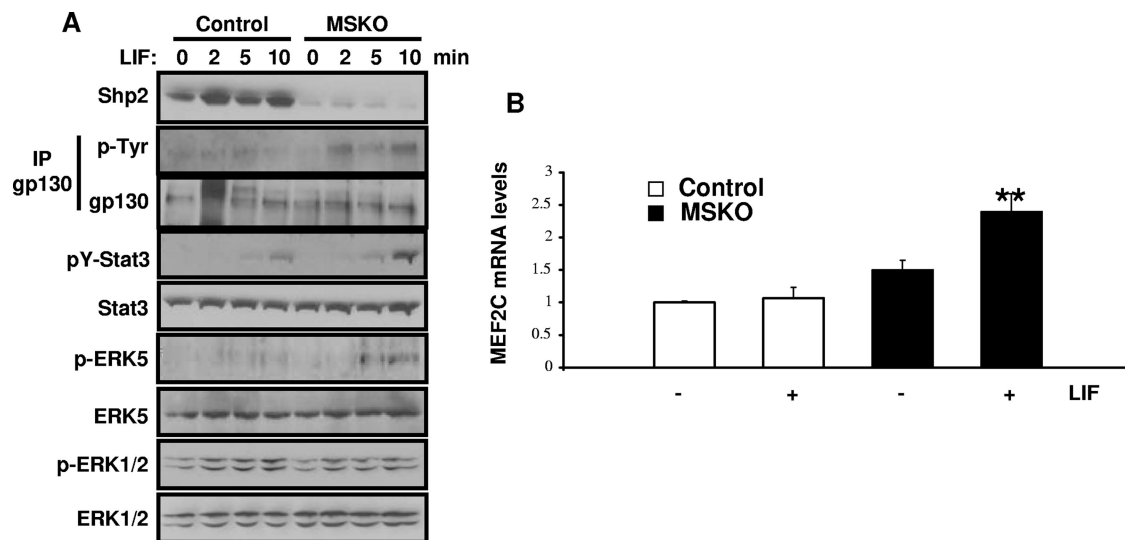 A
Control MSKO
LIF: 0 2 5 10 0 2 5 10 min
Shp2
IP
gp130
p-Tyr
gp130
pY-Stat3
Stat3
p-ERK5
ERK5
p-ERK1/2
ERK1/2
B
MEF2C mRNA levels
3
2.5
2
1.5
1
0.5
0
Control
MSKO
**
- + - + LIF